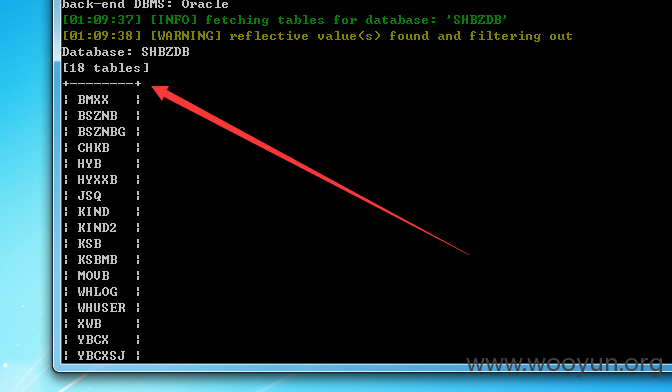 back-end DBMS: Oracle
[01:09:37] [INFO] fetching tables for database: 'SHBZDB'
[01:09:38] [WARNING] reflective value(s) found and filtering out
Database: SHBZDB
[18 tables]
+--------+
| BMXX |
| BSZNB |
| BSZNBG |
| CHKB |
| HYB |
| HYXXB |
| JSQ |
| KIND |
| KIND2 |
| KSB |
| KSBMB |
| MOVB |
| WHLOG |
| WHUSER |
| XWB |
| YBCX |
| YBCXSJ |
www.wooyun.org